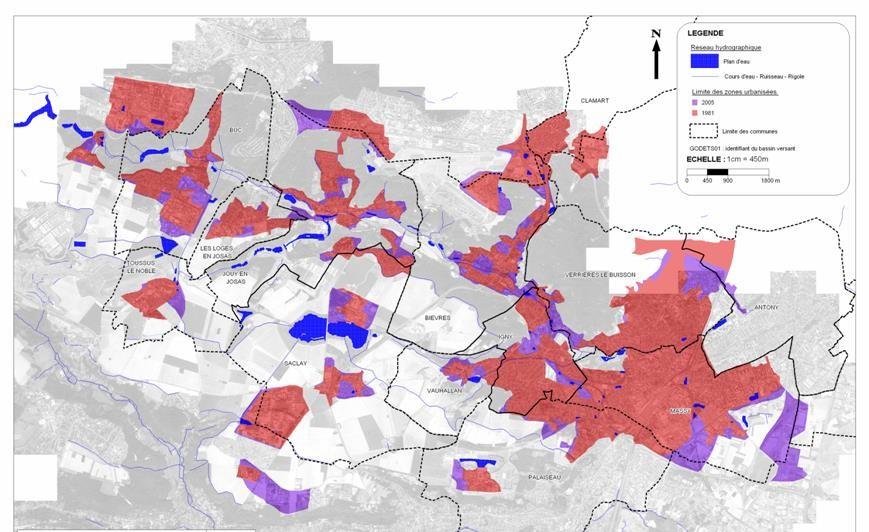 N
LEGENDE
Réseau hydrographique
Plan d'eau
Cours d'eau - Ruisseau - Rigole
Limite des zones urbanisées
2005
1981
Limite des communes
GODETS01 : identifiant du bassin versant
ECHELLE : 1cm = 450m
0 450 900 1800 m
CLAMART
BUC
LES LOGES
EN JOSAS
TOUSSUS
LE NOBLE
JOUY EN
JOSAS
VERRIERES LE BUISSON
ANTONY
BIEVRES
IGNY
SACLAY
VAUHALLAN
MASSY
PALAISEAU